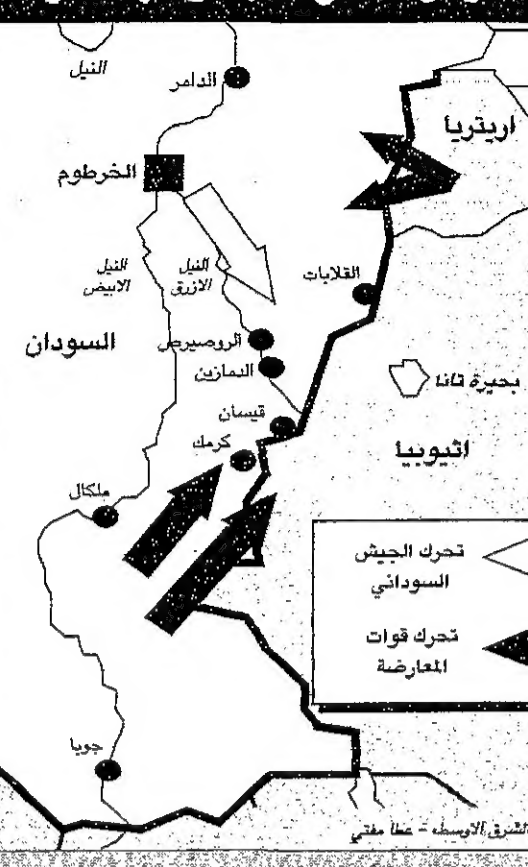 النيل
الدامر
اريتريا
الخرطوم
النيل
الابيض
النيل
الازرق
القلابات
السودان
الروصيرص
الدمازين
بحيرة تانا
قيسان
كرمك
اثيوبيا
ملكال
تحرك الجيش
السوداني
تحرك قوات
المعارضة
جوبا
الشرق الاوسط - عطا مفتي